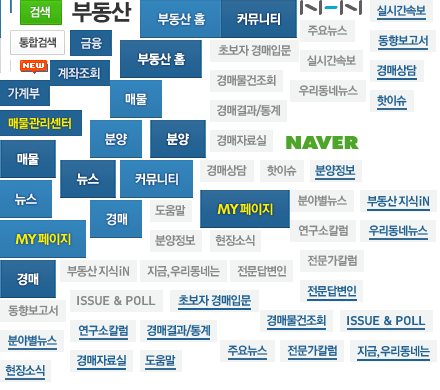 검색
부동산
부동산 홈
커뮤니티
NHN
실시간속보
통합검색
금융
주요뉴스
동향보고서
부동산 홈
초보자 경매입문
실시간속보
NEW
계좌조회
경매상담
가계부
매물
경매물건조회
우리동네뉴스
핫이슈
매물관리센터
경매결과/통계
분양
분양
경매자료실
NAVER
매물
뉴스
커뮤니티
경매상담
핫이슈
분양정보
뉴스
경매
도움말
MY 페이지
분야별뉴스
부동산 지식iN
MY 페이지
분양정보
현장소식
연구소칼럼
우리동네뉴스
경매
부동산 지식iN
지금,우리동네는
전문답변인
전문가칼럼
전문답변인
동향보고서
ISSUE & POLL
초보자 경매입문
분야별뉴스
연구소칼럼
경매결과/통계
경매물건조회
ISSUE & POLL
현장소식
경매자료실
도움말
주요뉴스
전문가칼럼
지금,우리동네는